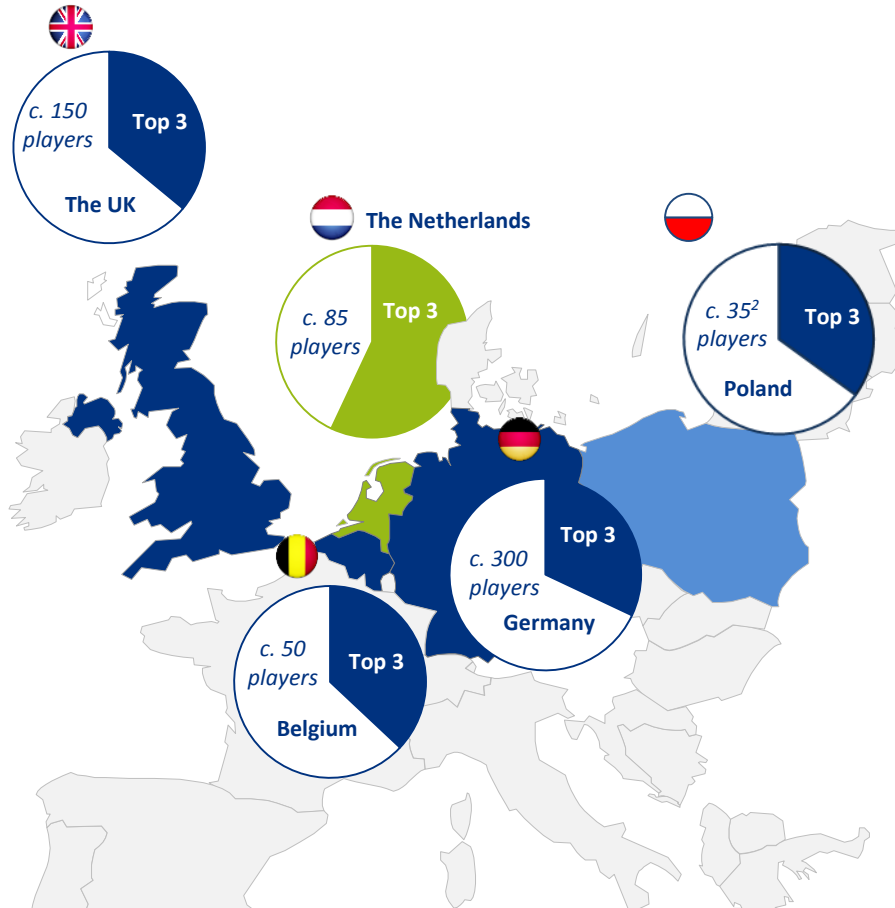 c. 150
players
Top 3
The UK
The Netherlands
c. 85
players
Top 3
c. 35²
players
Top 3
Poland
c. 300
players
Top 3
Germany
c. 50
players
Top 3
Belgium